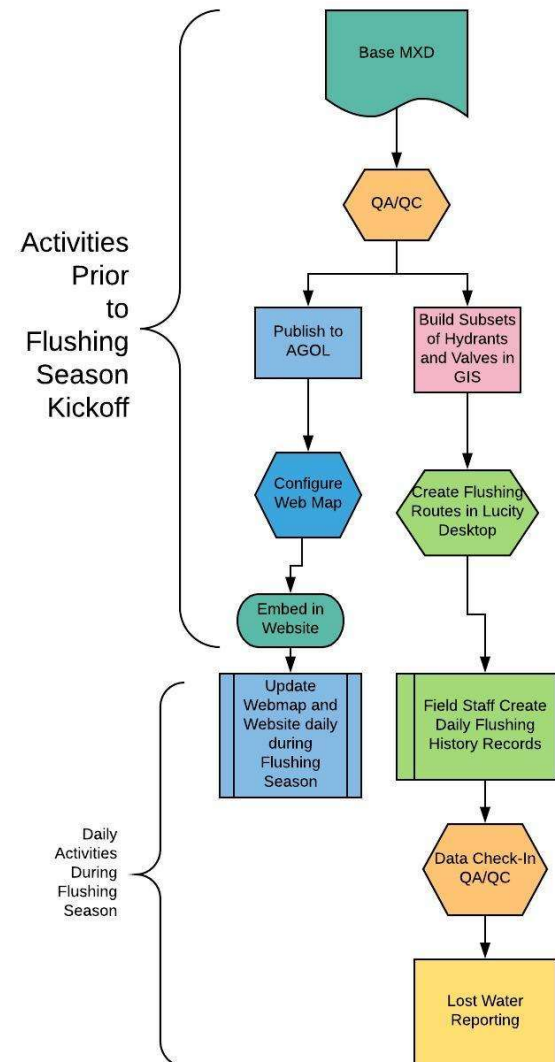 Base MXD
QA/QC
Activities
Prior
to
Flushing
Season
Kickoff
Publish to
AGOL
Build Subsets
of Hydrants
and Valves in
GIS
Configure
Web Map
Create Flushing
Routes in Lucity
Desktop
Embed in
Website
Update
Webmap and
Website daily
during
Flushing
Season
Field Staff Create
Daily Flushing
History Records
Daily
Activities
During
Flushing
Season
Data Check-In
QA/QC
Lost Water
Reporting